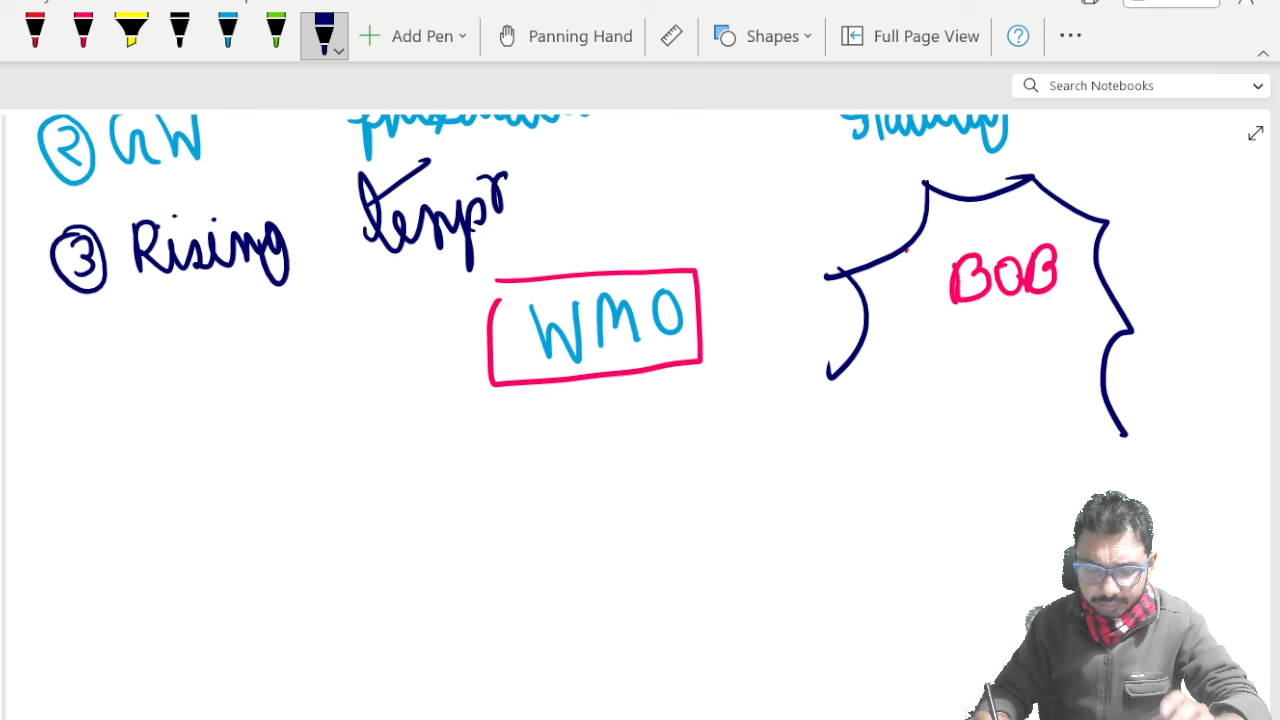 Add Pen
Panning Hand
Shapes
Full Page View
Search Notebooks
② GW
③ Rising tempr
WMO
BOB